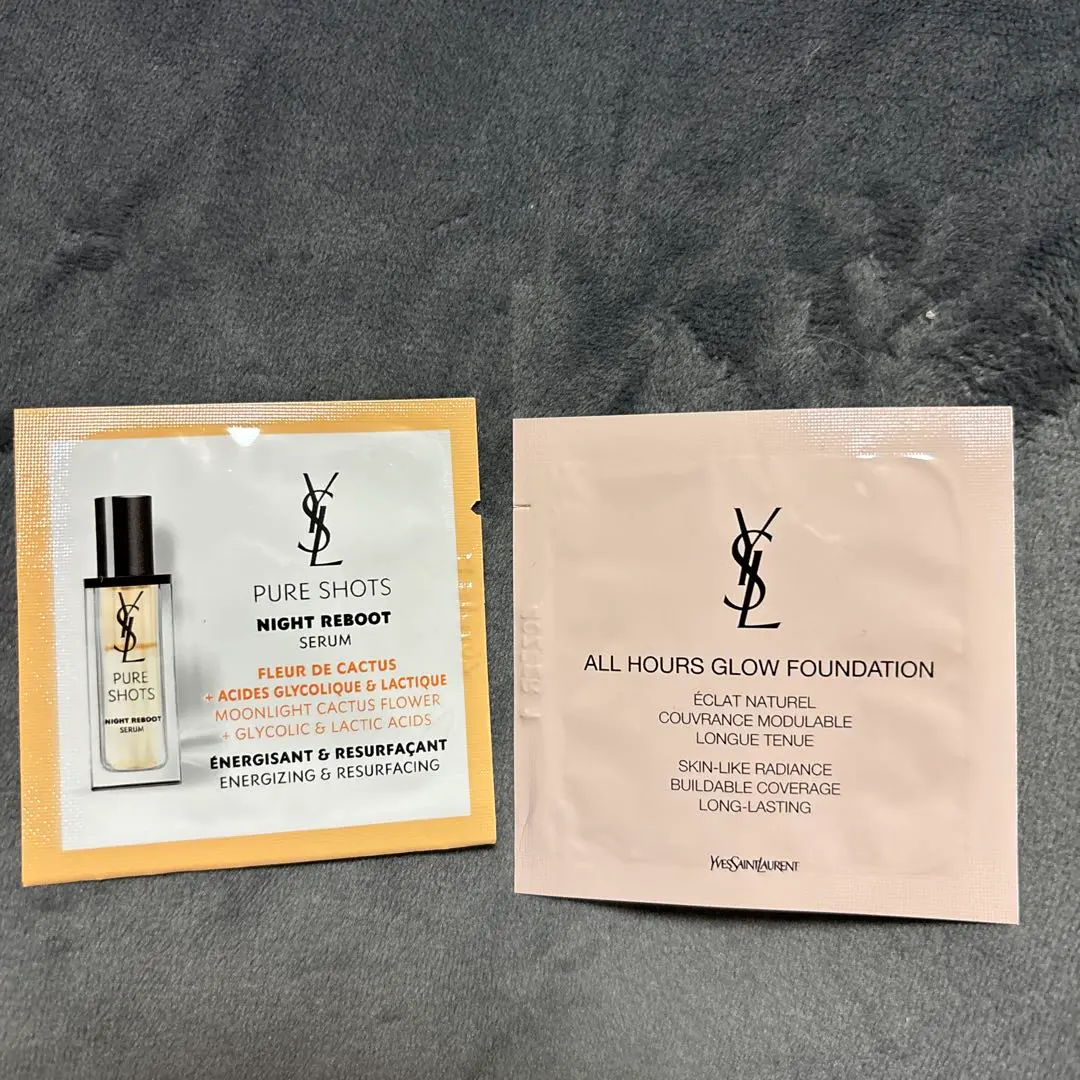 YSL
PURE SHOTS
NIGHT REBOOT
SERUM
FLEUR DE CACTUS
+ ACIDES GLYCOLIQUE & LACTIQUE
MOONLIGHT CACTUS FLOWER
+ GLYCOLIC & LACTIC ACIDS
ÉNERGISANT & RESURFAÇANT
ENERGIZING & RESURFACING
YSL
PURE
SHOTS
NIGHT REBOOT
SERUM
YSL
ALL HOURS GLOW FOUNDATION
ÉCLAT NATUREL
COUVRANCE MODULABLE
LONGUE TENUE
SKIN-LIKE RADIANCE
BUILDABLE COVERAGE
LONG-LASTING
YVESSAINTLAURENT